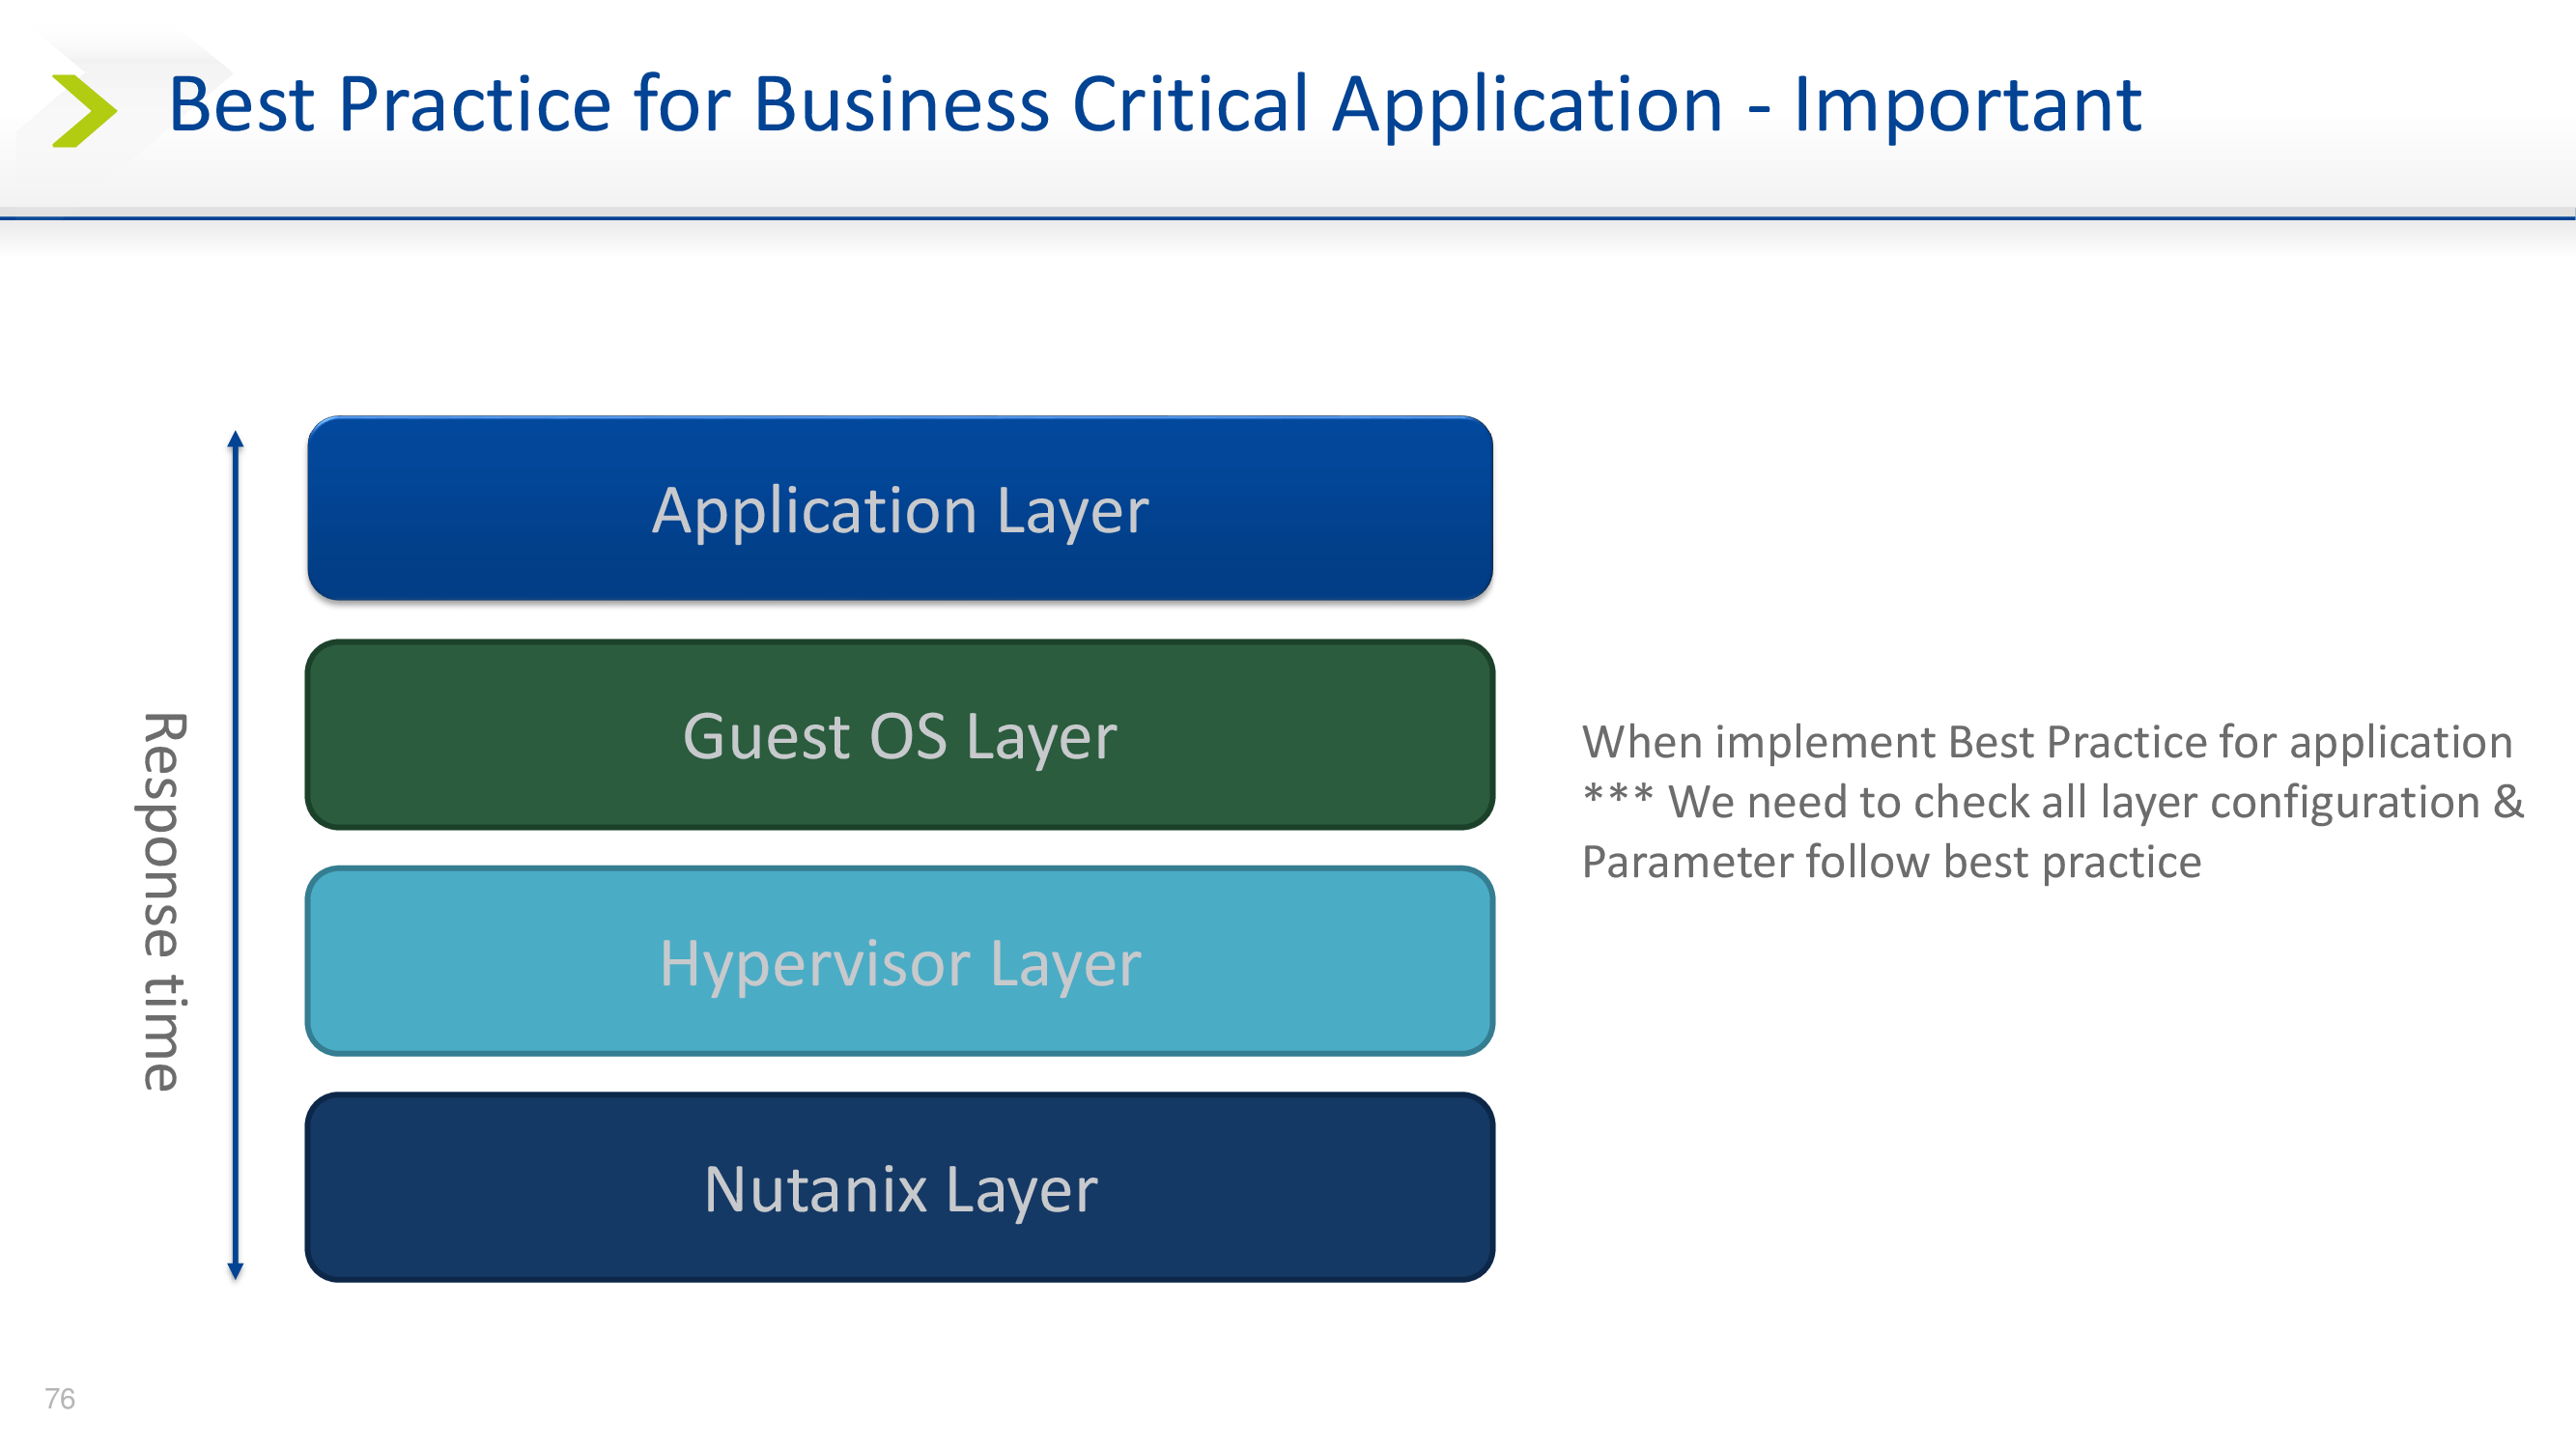 Best Practice for Business Critical Application - Important
Response time
Application Layer
Guest OS Layer
Hypervisor Layer
Nutanix Layer
When implement Best Practice for application
*** We need to check all layer configuration &
Parameter follow best practice
76